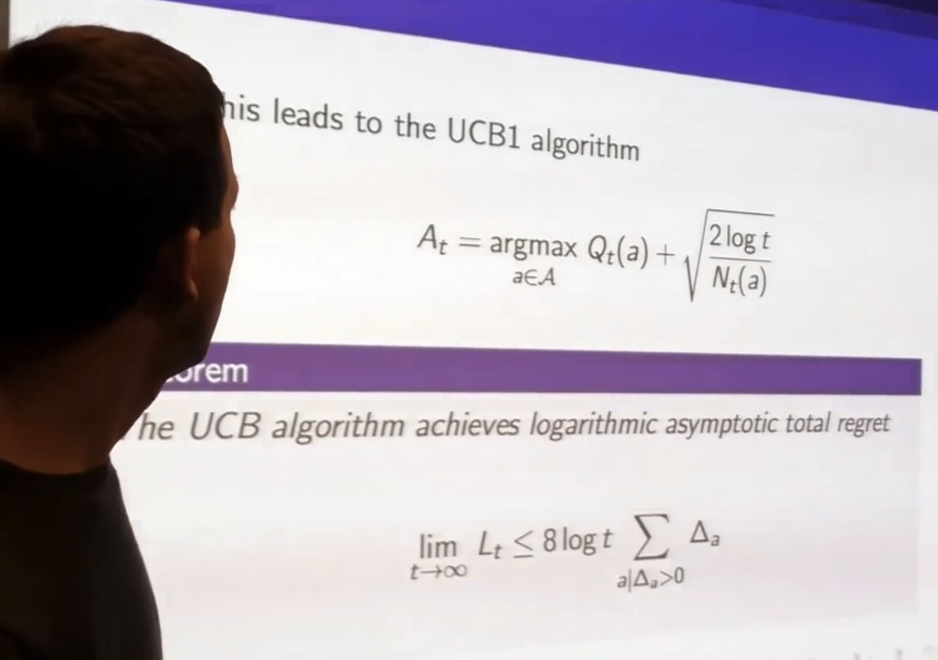 his leads to the UCB1 algorithm
A_t = argmax_{a∈𝒜} Q_t(a) + √(2 log t / N_t(a))
orem
he UCB algorithm achieves logarithmic asymptotic total regret
lim_{t→∞} L_t ≤ 8 log t ∑_{a|Δ_a>0} Δ_a